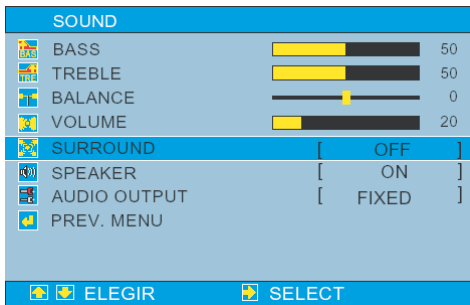 SOUND
BASS 50
TREBLE 50
BALANCE 0
VOLUME 20
SURROUND [ OFF ]
SPEAKER [ ON ]
AUDIO OUTPUT [ FIXED ]
PREV. MENU
ELEGIR SELECT